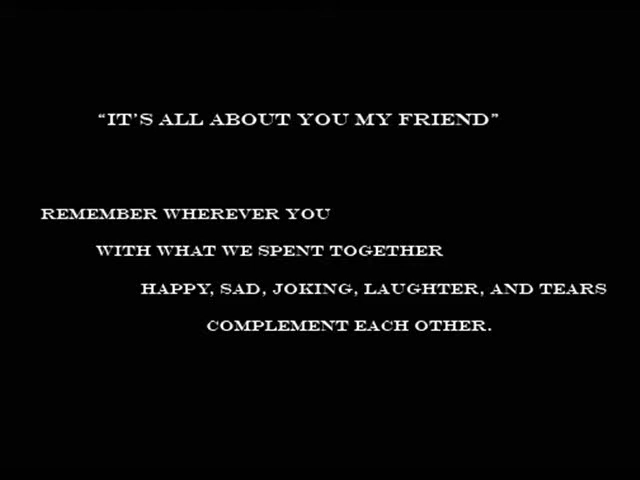 “IT’S ALL ABOUT YOU MY FRIEND”
REMEMBER WHEREVER YOU
WITH WHAT WE SPENT TOGETHER
HAPPY, SAD, JOKING, LAUGHTER, AND TEARS
COMPLEMENT EACH OTHER.